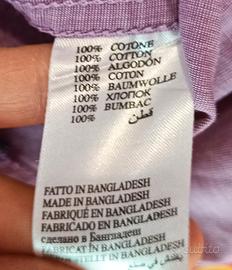 100% COTONE
100% COTTON
100% ALGODÓN
100% COTON
100% BAUMWOLLE
100% ХЛОПОК
100% BUMBAC
100% قطن
FATTO IN BANGLADESH
MADE IN BANGLADESH
FABRIQUÉ EN BANGLADESH
FABRICADO EN BANGLADESH
сделано в Бангладеш
IN BANGLADESH
subito